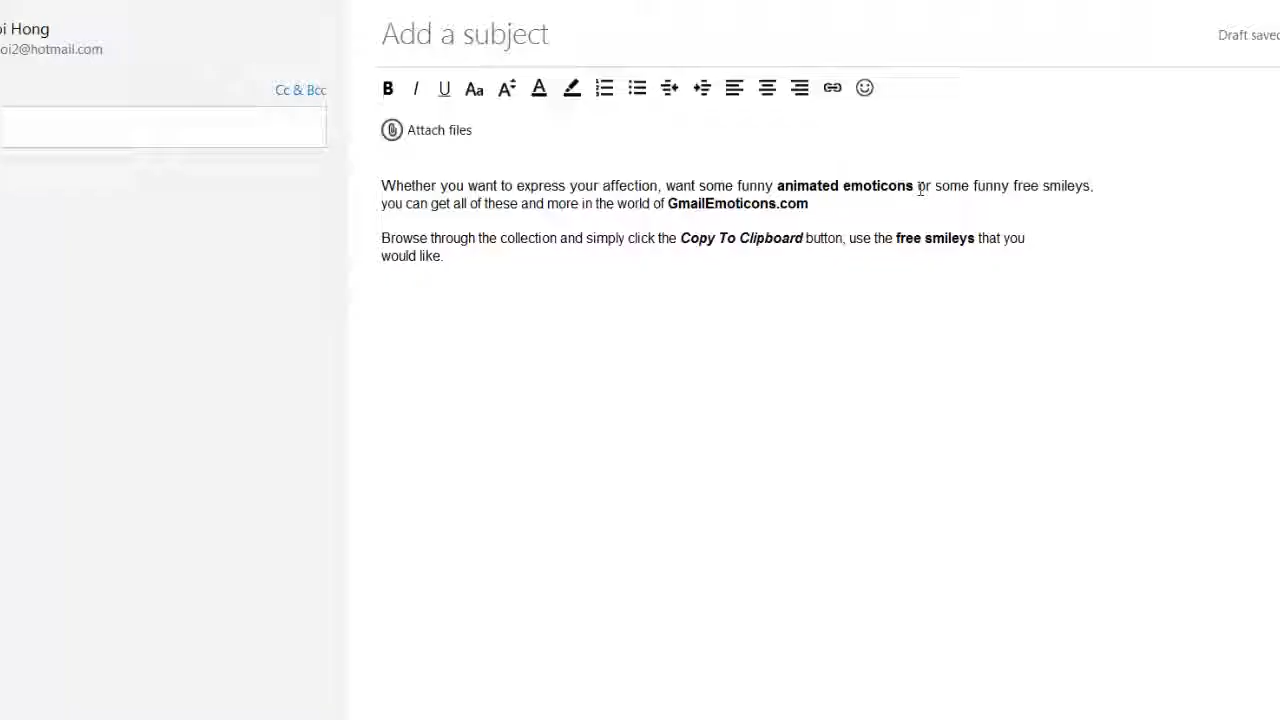 oi Hong
oi2@hotmail.com
Cc & Bcc
Add a subject
Draft saved
B I U Aa A A
Attach files
Whether you want to express your affection, want some funny animated emoticons or some funny free smileys,
you can get all of these and more in the world of GmailEmoticons.com
Browse through the collection and simply click the Copy To Clipboard button, use the free smileys that you
would like.